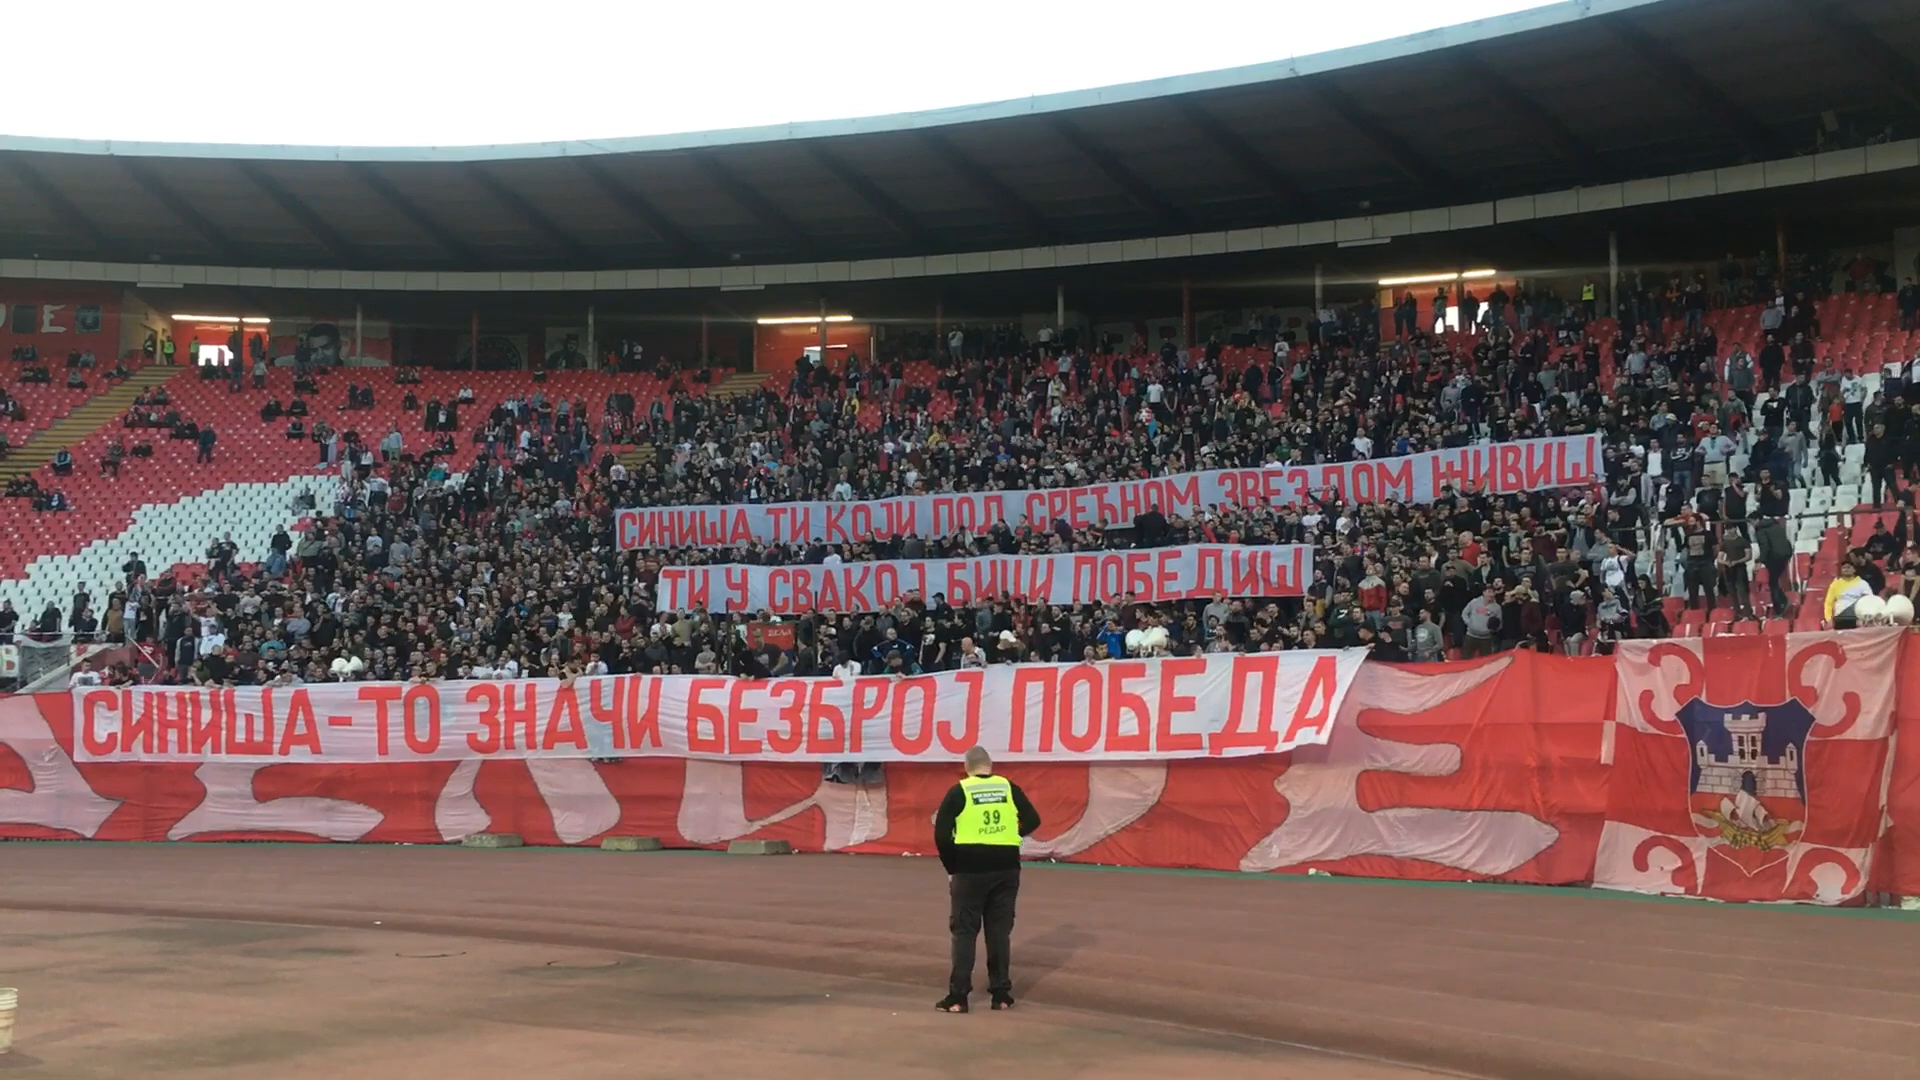 СИНИША ТИ КОЈИ ПОД СРЕЋНОМ ЗВЕЗДОМ ЖИВИШ
ТИ У СВАКОЈ БИЦИ ПОБЕДИШ
СИНИША-ТО ЗНАЧИ БЕЗБРОЈ ПОБЕДА
39
РЕДАР